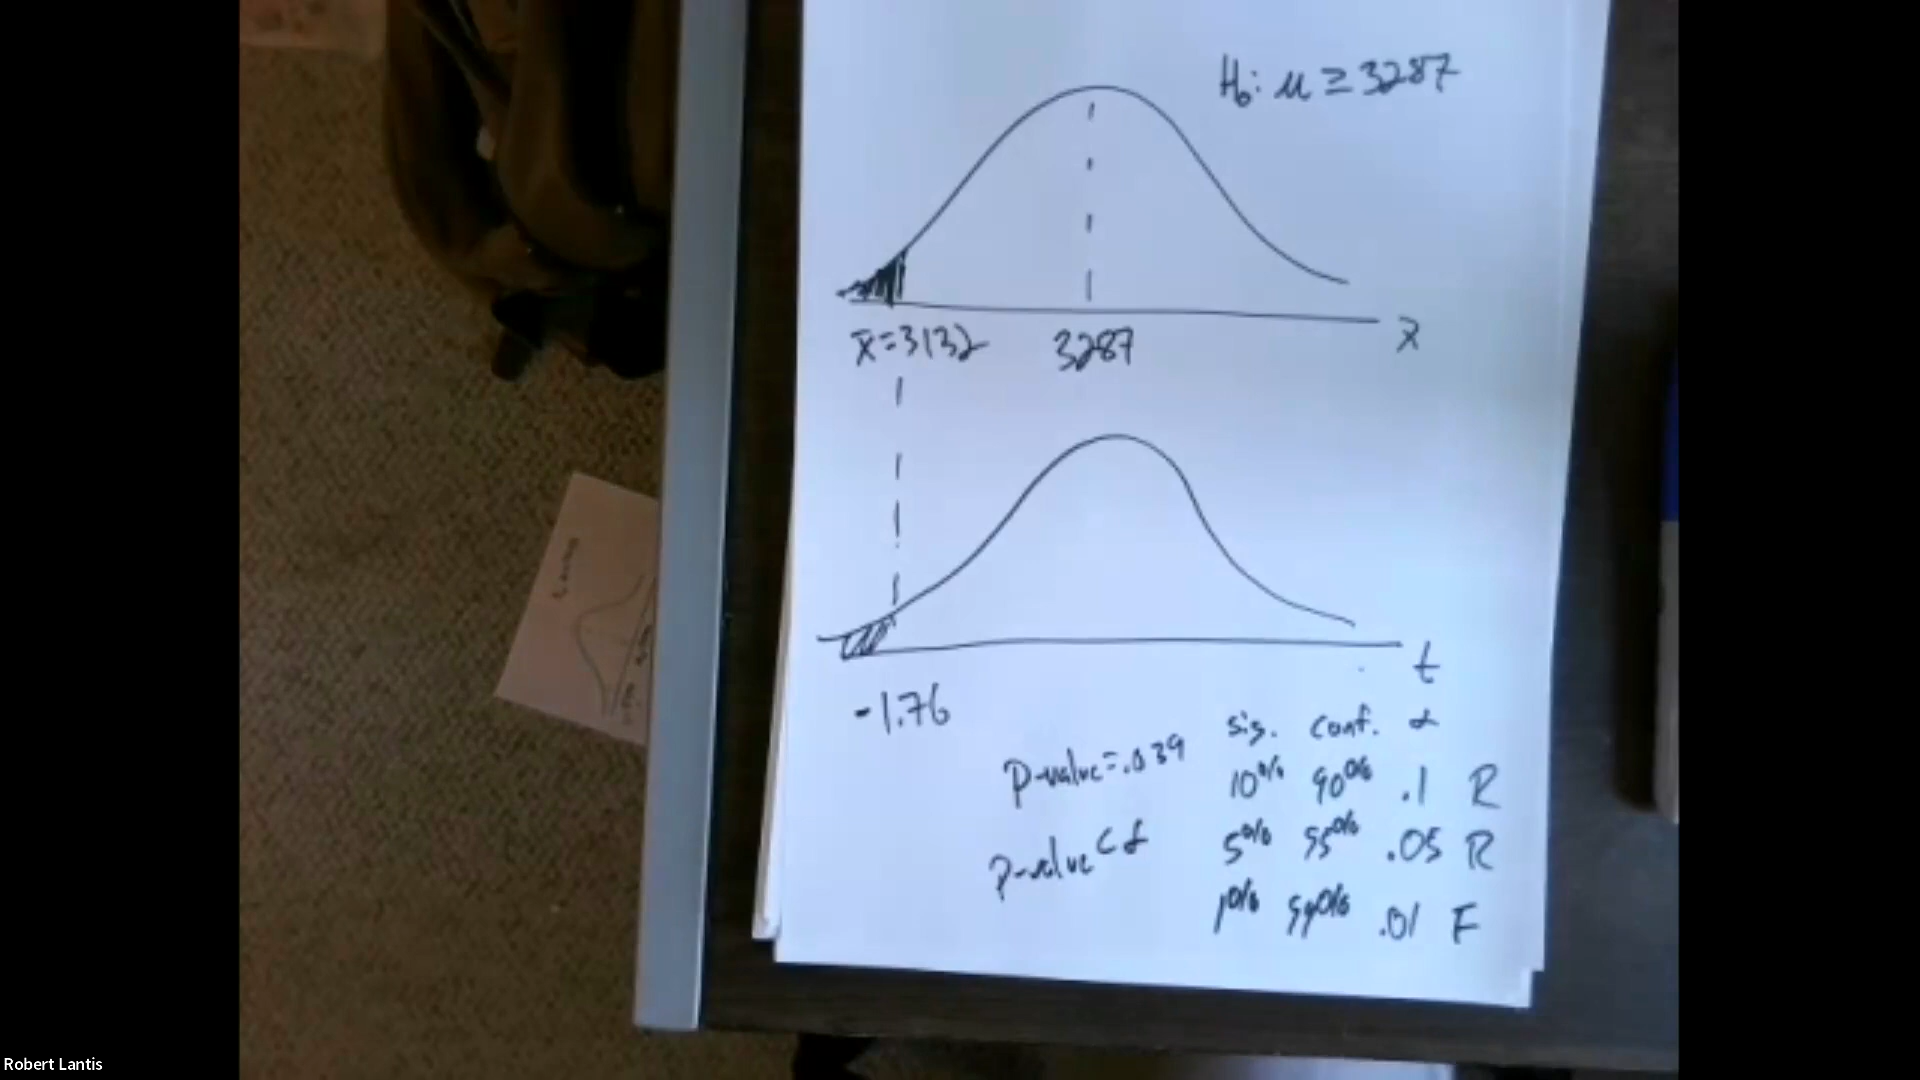 H₀: μ ≥ 3287
x̄=3132 3287 x̄
t
-1.76
sig. conf. α
p-value=.039 10% 90% .1 R
p-value<α 5% 95% .05 R
1% 99% .01 F
Robert Lantis